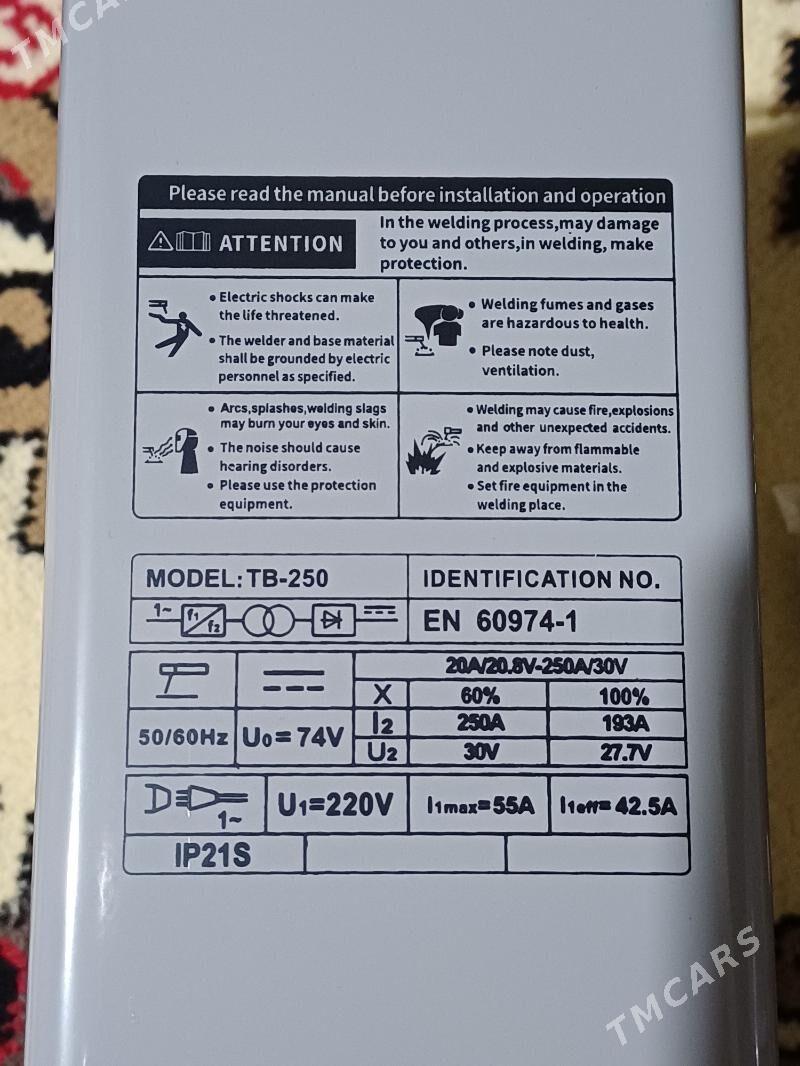 TMCARS
Please read the manual before installation and operation
ATTENTION
In the welding process,may damage
to you and others,in welding, make
protection.
• Electric shocks can make
the life threatened.
• The welder and base material
shall be grounded by electric
personnel as specified.
• Welding fumes and gases
are hazardous to health.
• Please note dust,
ventilation.
• Arcs,splashes,welding slags
may burn your eyes and skin.
• The noise should cause
hearing disorders.
• Please use the protection
equipment.
• Welding may cause fire,explosions
and other unexpected accidents.
• Keep away from flammable
and explosive materials.
• Set fire equipment in the
welding place.
MODEL: TB-250
IDENTIFICATION NO.
1~ f1 f2
EN 60974-1
20A/20.8V-250A/30V
X 60% 100%
50/60Hz U0=74V
I2 250A 193A
U2 30V 27.7V
1~ U1=220V I1max=55A I1eff=42.5A
IP21S
TMCARS